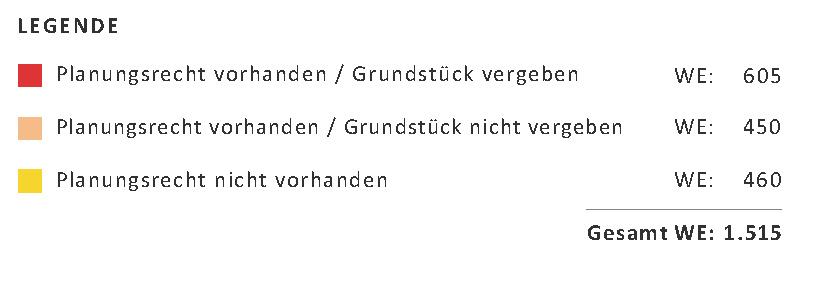 LEGENDE
Planungsrecht vorhanden / Grundstück vergeben WE: 605
Planungsrecht vorhanden / Grundstück nicht vergeben WE: 450
Planungsrecht nicht vorhanden WE: 460
Gesamt WE: 1.515